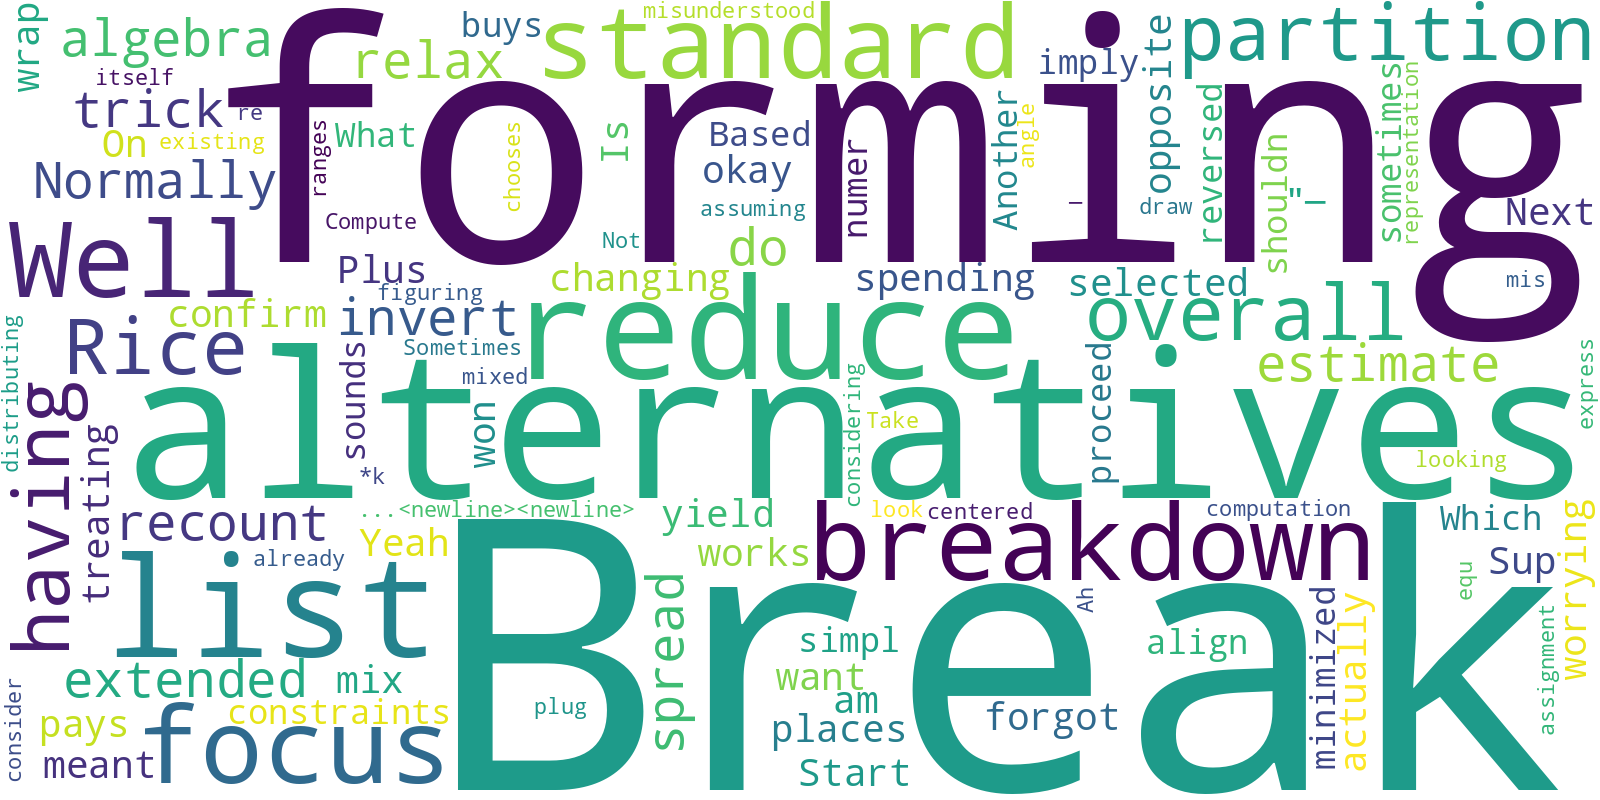 wrap
algebra
buys
misunderstood
standard
partition
relax
imply
opposite
itself
trick
re
forming
On
existing
What
ranges
chooses
Is
Based
okay
numer
Another
angle
reversed
sometimes
representation
shouldn
"—
Normally
Compute
assuming
Not
do
—
draw
Next
Well
Plus
figuring
changing
spending
selected
mis
confirm
invert
reduce
overall
Rice
Sometimes
mixed
estimate
distributing
having
treating
sounds
won
alternatives
considering
Take
proceed
looking
express
*k
recount
...<newline><newline>
yield
look
centered
breakdown
computation
Which
already
Yeah
works
Sup
worrying
list
Break
equ
Ah
spread
simpl
align
minimized
actually
assignment
extended
mix
want
am
consider
pays
constraints
plug
places
forgot
meant
focus
Start